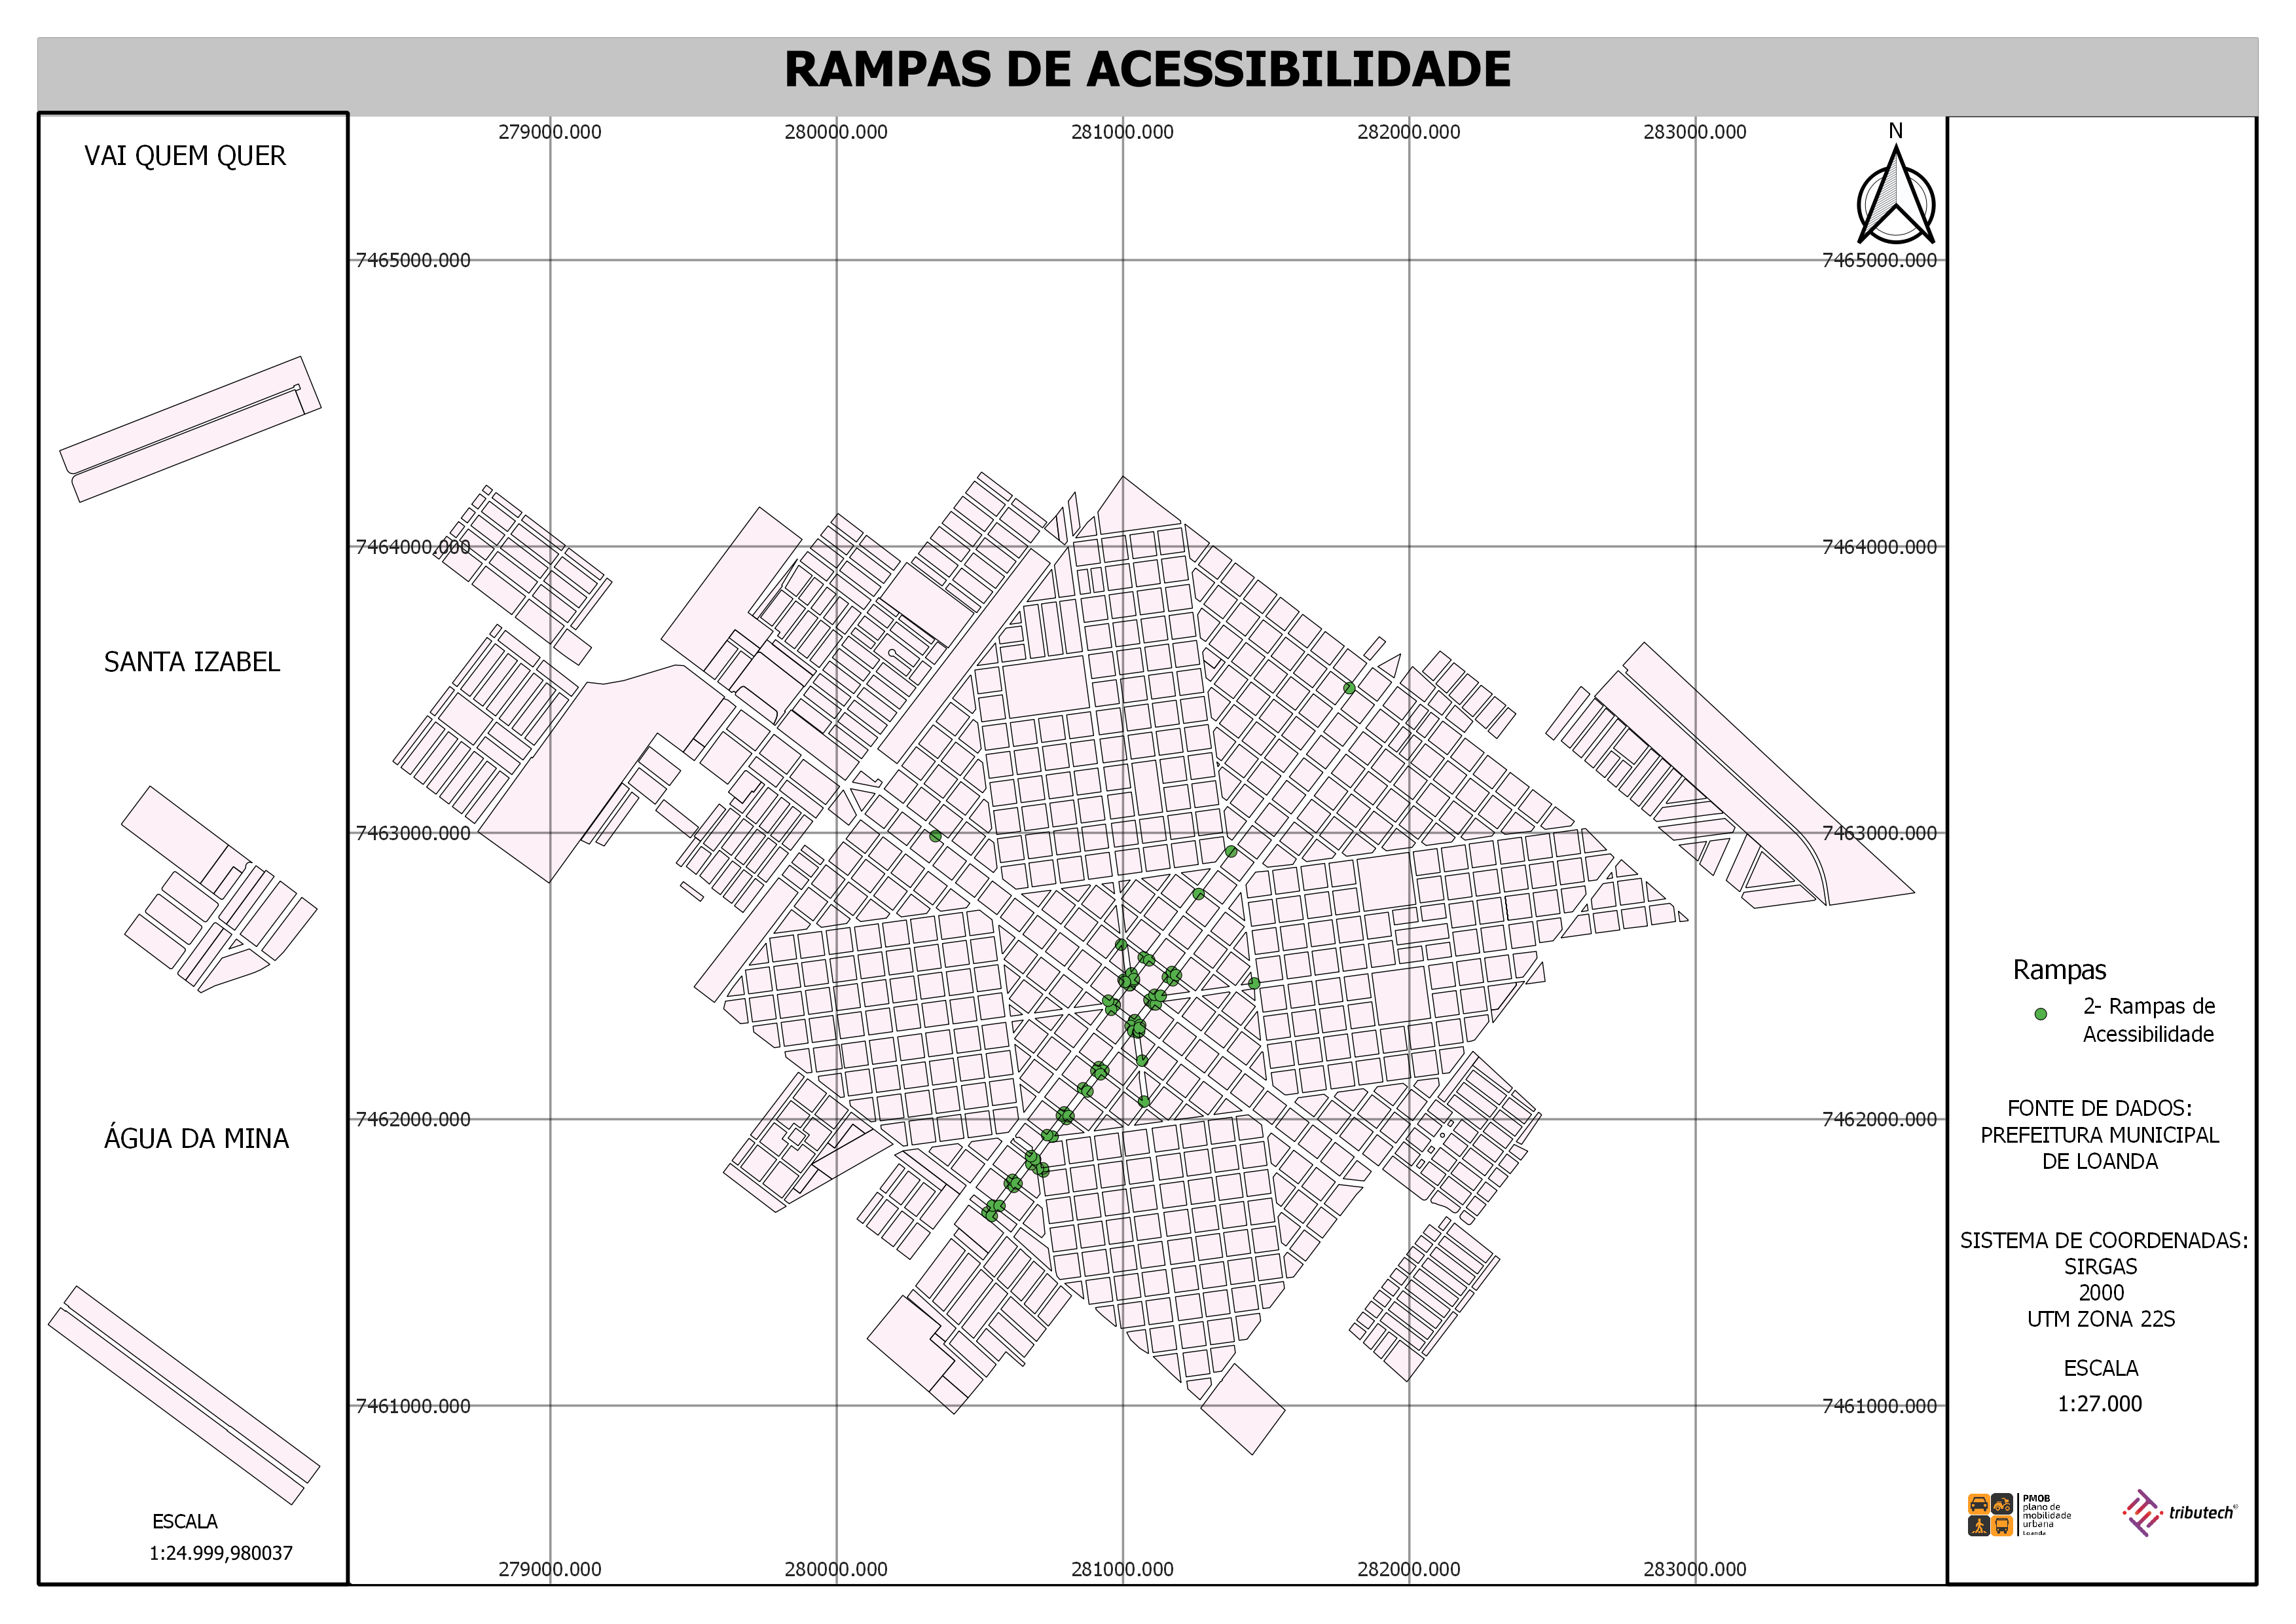 RAMPAS DE ACESSIBILIDADE
VAI QUEM QUER
SANTA IZABEL
ÁGUA DA MINA
ESCALA
1:24.999,980037
279000.000 280000.000 281000.000 282000.000 283000.000
N
7465000.000 7465000.000
7464000.000 7464000.000
7463000.000 7463000.000
7462000.000 7462000.000
7461000.000 7461000.000
279000.000 280000.000 281000.000 282000.000 283000.000
Rampas
2- Rampas de
Acessibilidade
FONTE DE DADOS:
PREFEITURA MUNICIPAL
DE LOANDA
SISTEMA DE COORDENADAS:
SIRGAS
2000
UTM ZONA 22S
ESCALA
1:27.000
PMOB
plano de
mobilidade
urbana
Loanda
tributech®